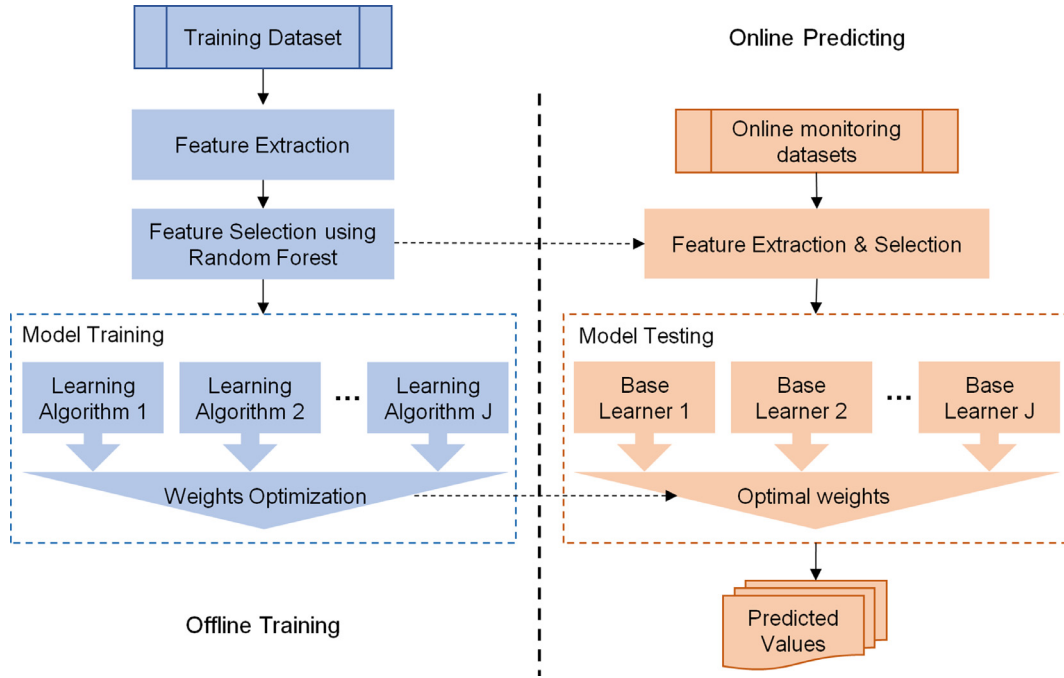 Training Dataset
Feature Extraction
Feature Selection using
Random Forest
Model Training
Learning
Algorithm 1
Learning
Algorithm 2
...
Learning
Algorithm J
Weights Optimization
Offline Training
Online Predicting
Online monitoring
datasets
Feature Extraction & Selection
Model Testing
Base
Learner 1
Base
Learner 2
...
Base
Learner J
Optimal weights
Predicted
Values